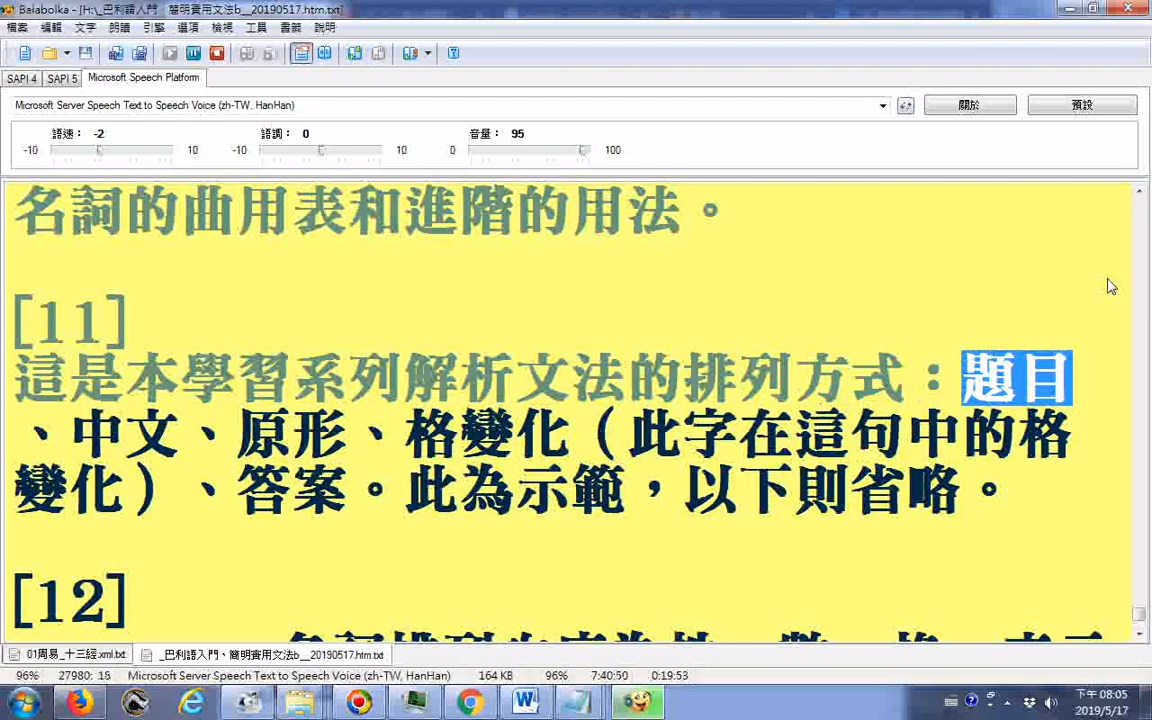 Balabolka - [H:\_巴利語入門、簡明實用文法b__20190517.htm.txt]
檔案 編輯 文字 朗讀 引擎 選項 檢視 工具 書籤 說明
SAPI 4 SAPI 5 Microsoft Speech Platform
Microsoft Server Speech Text to Speech Voice (zh-TW, HanHan) 關於 預設
語速： -2 語調： 0 音量： 95
-10 10 -10 10 0 100
名詞的曲用表和進階的用法。
[11]
這是本學習系列解析文法的排列方式：題目
、中文、原形、格變化（此字在這句中的格
變化）、答案。此為示範，以下則省略。
[12]
01周易_十三經.xml.txt _巴利語入門、簡明實用文法b__20190517.htm.txt
96% 27980: 18 Microsoft Server Speech Text to Speech Voice (zh-TW, HanHan) 164 KB 96% 7:40:50 0:19:53
下午 08:05
2019/5/17